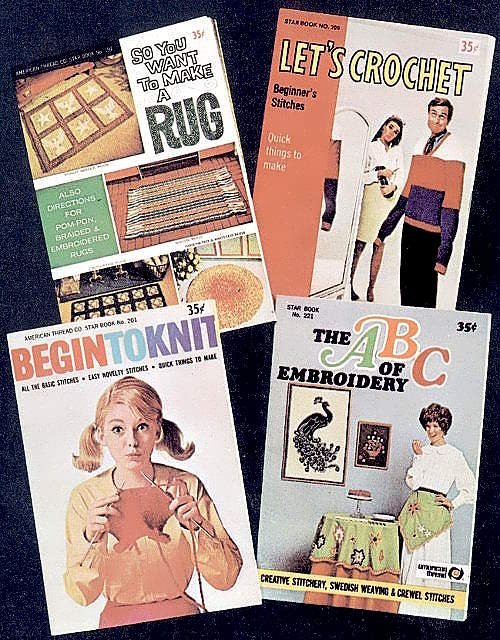 AMERICAN THREAD CO. STAR BOOK No.
35¢
SO YOU
WANT
TO MAKE
A
RUG
ALSO
DIRECTIONS
FOR
POM-PON,
BRAIDED &
EMBROIDERED
RUGS
STAR BOOK NO. 209
35¢
LET'S CROCHET
Beginner's
Stitches
Quick
things to
make
AMERICAN THREAD CO. STAR BOOK No. 201
35¢
BEGIN TO KNIT
ALL THE BASIC STITCHES • EASY NOVELTY STITCHES • QUICK THINGS TO MAKE
STAR BOOK
No. 221
35¢
THE ABC
OF
EMBROIDERY
american
thread
CREATIVE STITCHERY, SWEDISH WEAVING & CREWEL STITCHES